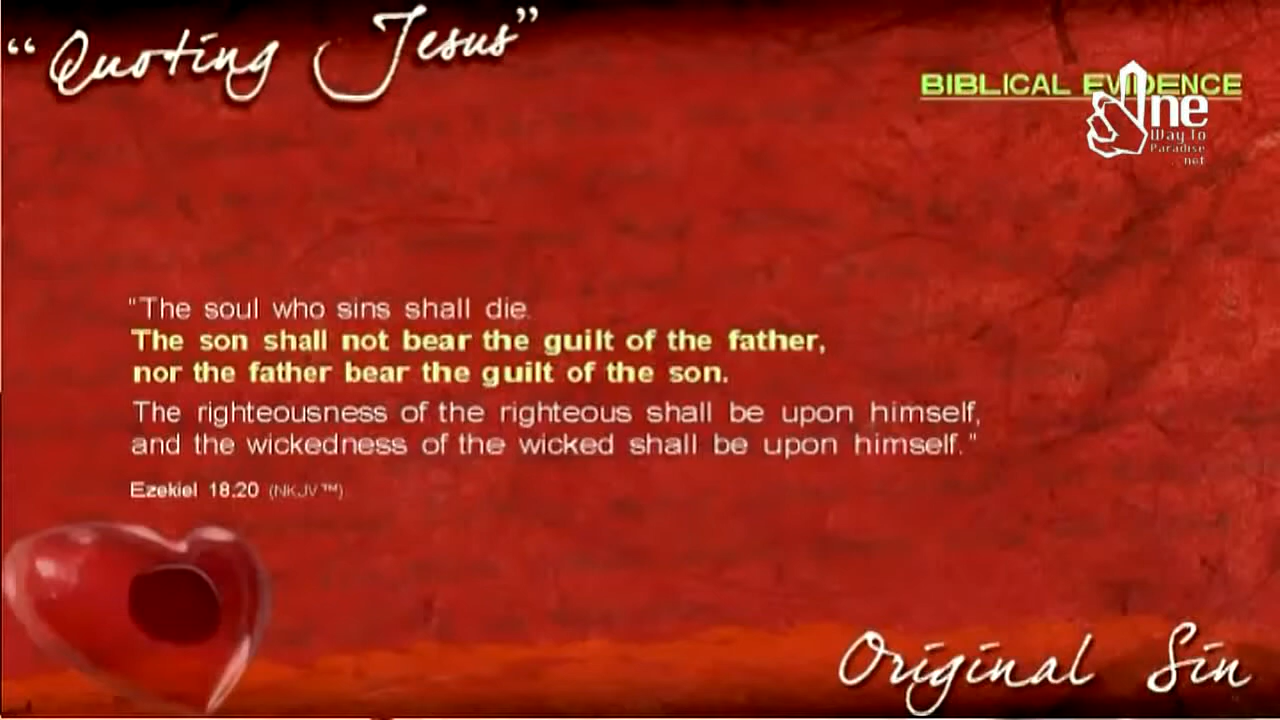 “Quoting Jesus”
BIBLICAL EVIDENCE
One
Way To
Paradise
.net
"The soul who sins shall die.
The son shall not bear the guilt of the father,
nor the father bear the guilt of the son.
The righteousness of the righteous shall be upon himself,
and the wickedness of the wicked shall be upon himself."
Ezekiel 18:20 (NKJV™)
Original Sin